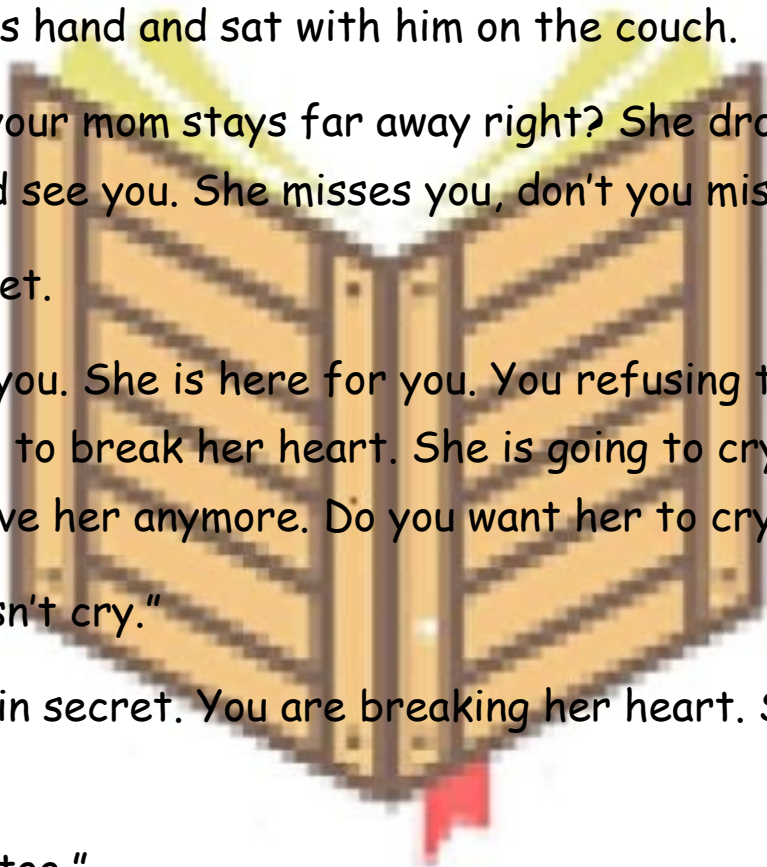 s hand and sat with him on the couch.
your mom stays far away right? She dro
d see you. She misses you, don’t you mis
et.
you. She is here for you. You refusing t
to break her heart. She is going to cry
ve her anymore. Do you want her to cry
sn’t cry.”
in secret. You are breaking her heart. S
too.”